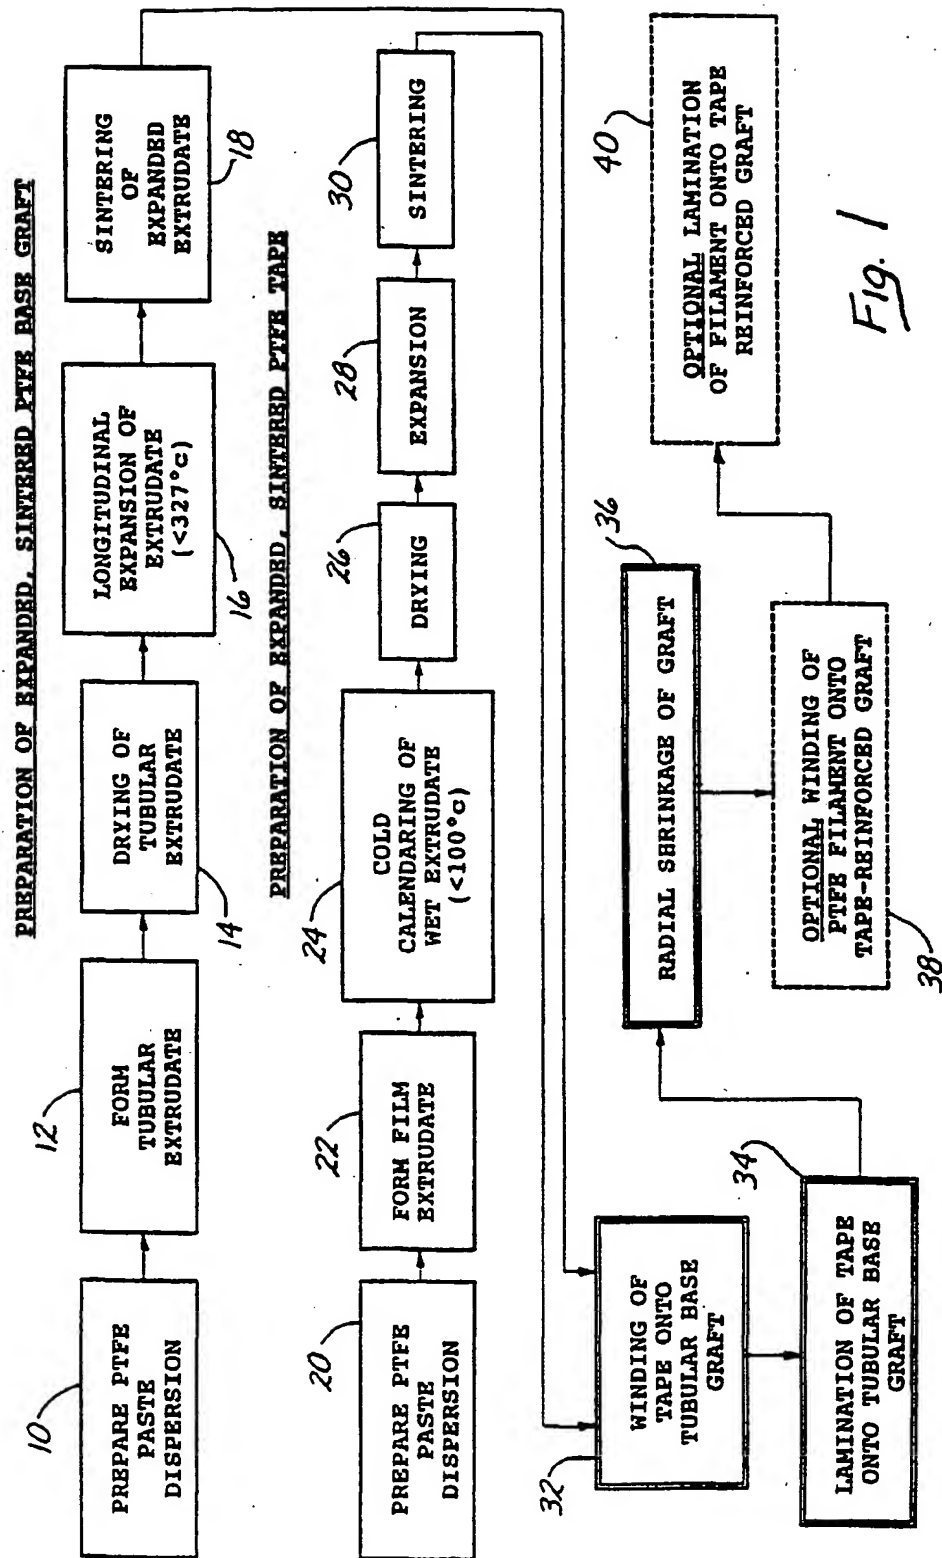 PREPARATION OF EXPANDED, SINTERED PTFE BASE GRAFT
10
PREPARE PTFE
PASTE
DISPERSION
12
FORM
TUBULAR
EXTRUDATE
14
DRYING OF
TUBULAR
EXTRUDATE
16
LONGITUDINAL
EXPANSION OF
EXTRUDATE
(<327°c)
18
SINTERING
OF
EXPANDED
EXTRUDATE
PREPARATION OF EXPANDED, SINTERED PTFE TAPE
20
PREPARE PTFE
PASTE
DISPERSION
22
FORM FILM
EXTRUDATE
24
COLD
CALENDARING OF
WET EXTRUDATE
(<100°c)
26
DRYING
28
EXPANSION
30
SINTERING
32
WINDING OF
TAPE ONTO
TUBULAR BASE
GRAFT
34
LAMINATION OF TAPE
ONTO TUBULAR BASE
GRAFT
36
RADIAL SHRINKAGE OF GRAFT
38
OPTIONAL WINDING OF
PTFE FILAMENT ONTO
TAPE-REINFORCED GRAFT
40
OPTIONAL LAMINATION
OF FILAMENT ONTO TAPE
REINFORCED GRAFT
Fig. 1